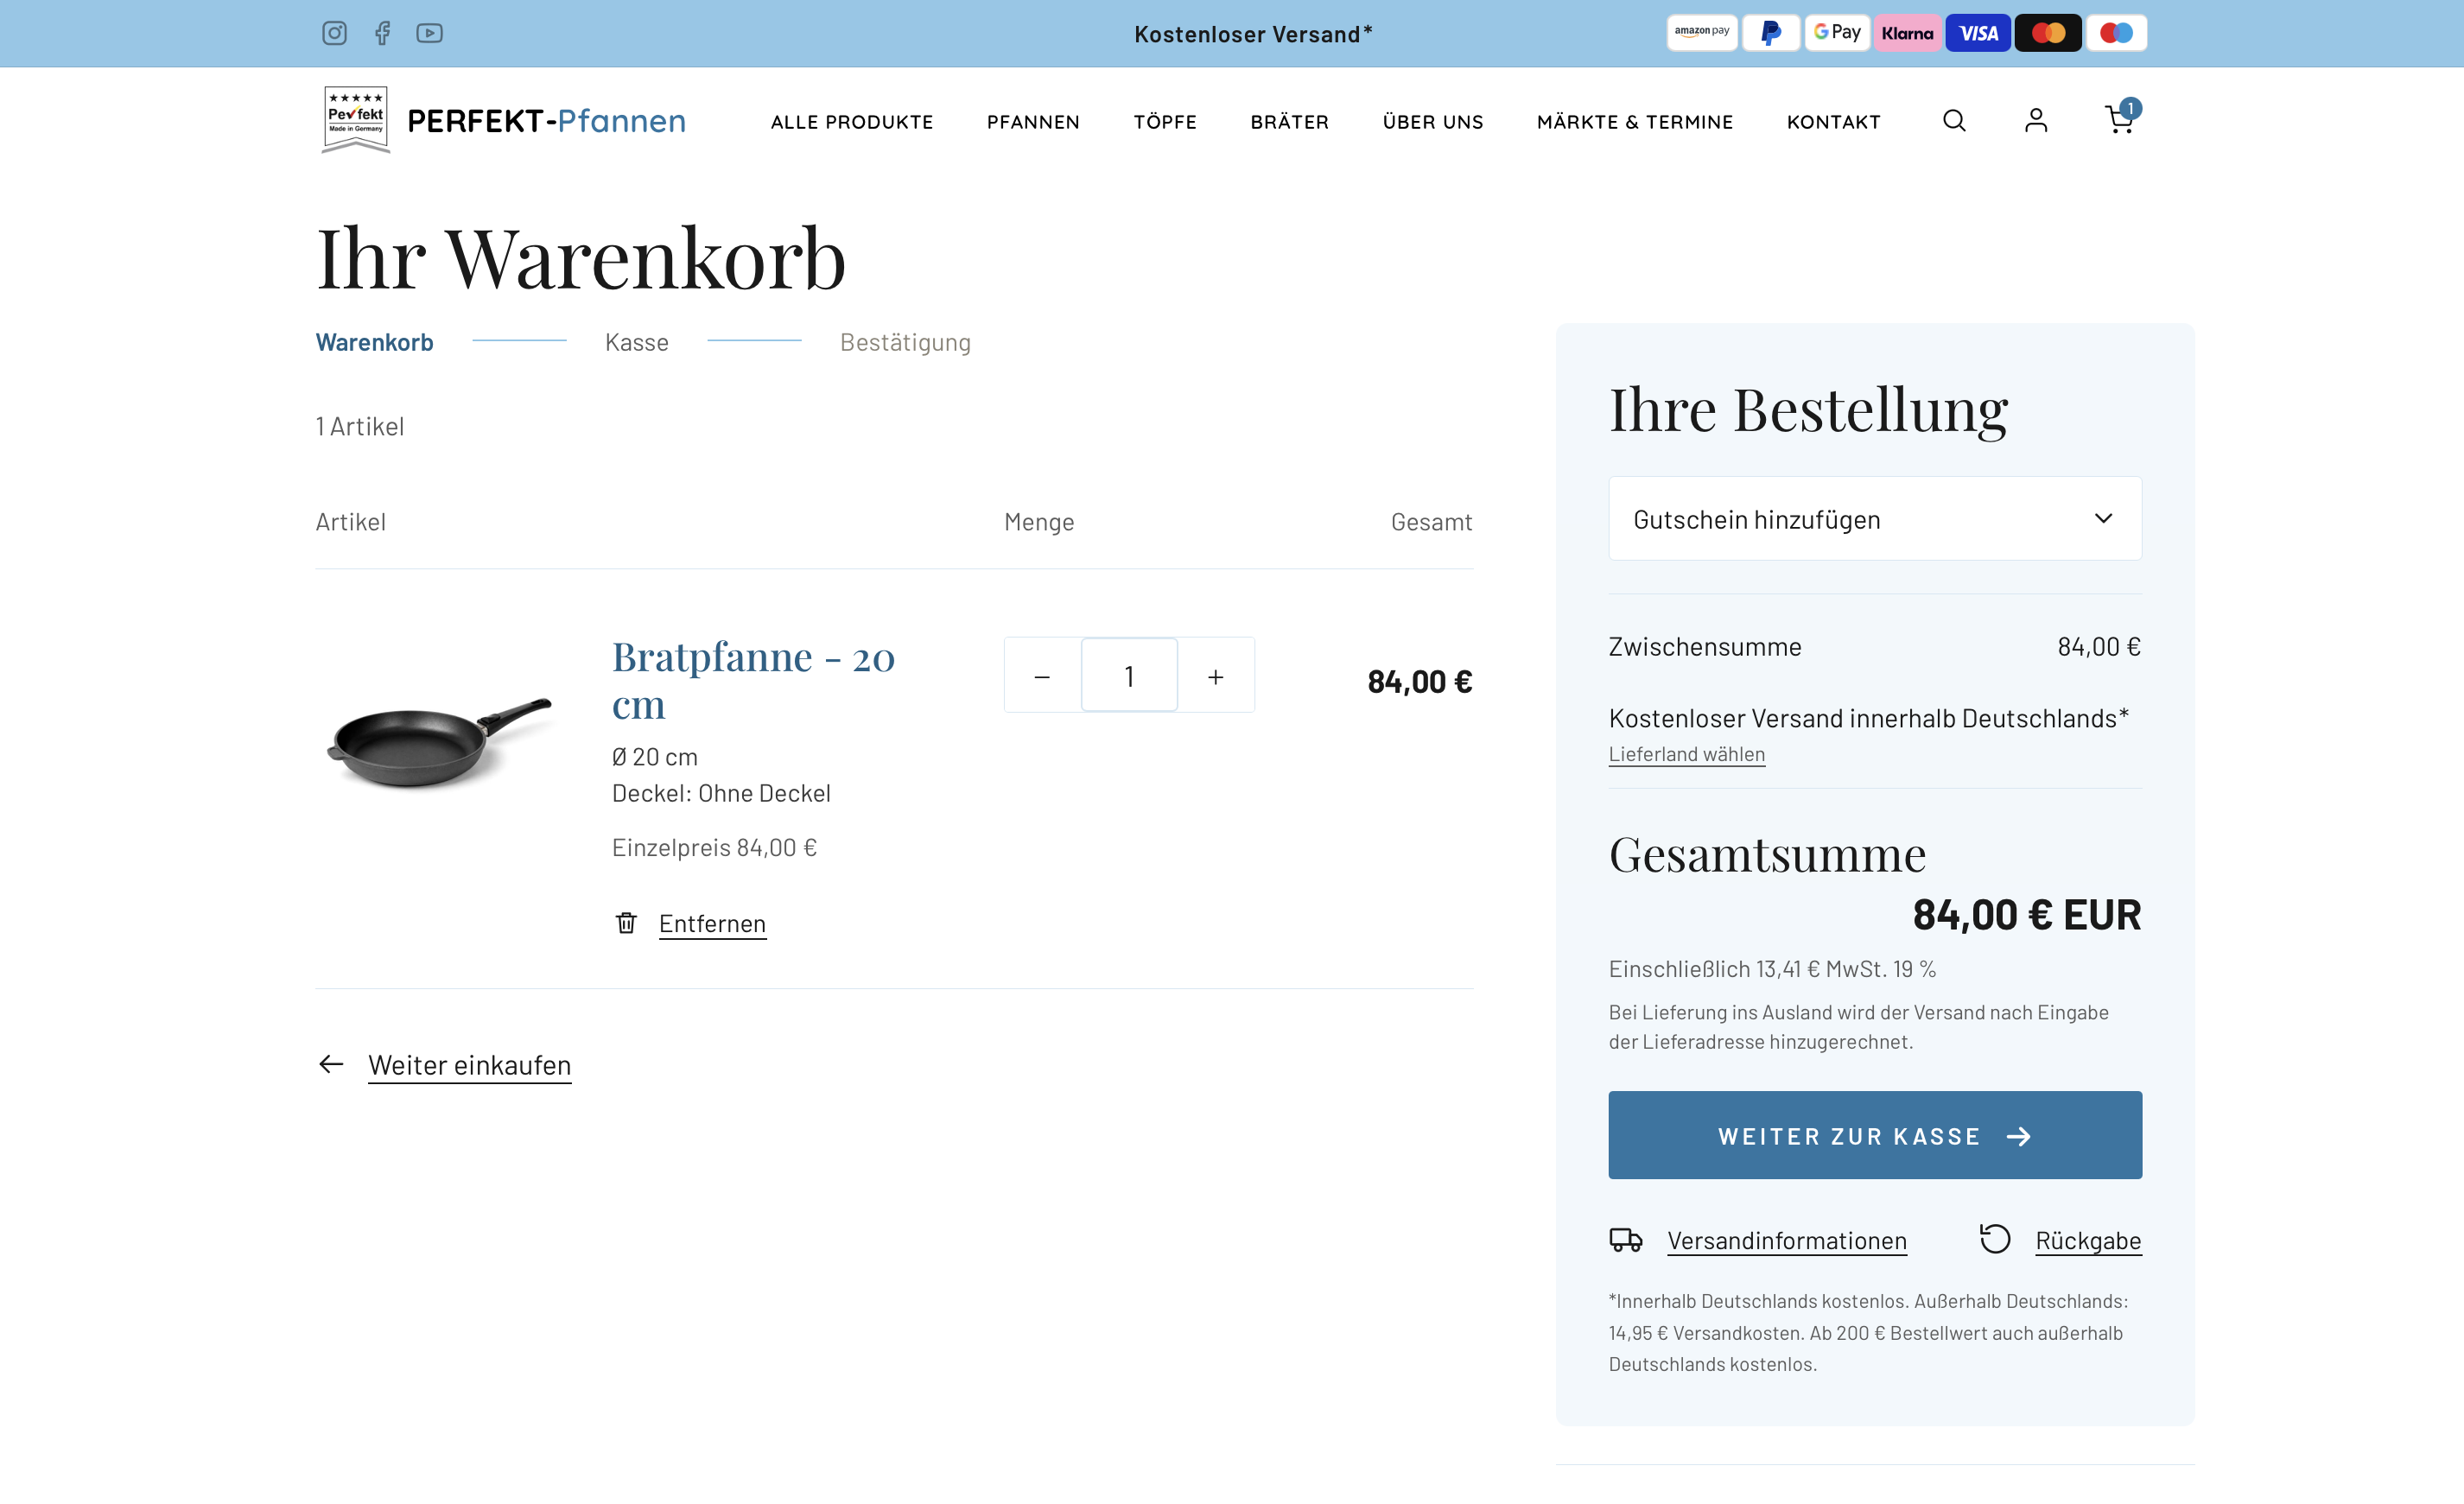 Kostenloser Versand*
amazon pay
G Pay
Klarna
VISA
Perfekt
Made in Germany
PERFEKT-Pfannen
ALLE PRODUKTE
PFANNEN
TÖPFE
BRÄTER
ÜBER UNS
MÄRKTE & TERMINE
KONTAKT
1
Ihr Warenkorb
Warenkorb
Kasse
Bestätigung
1 Artikel
Artikel
Menge
Gesamt
Bratpfanne - 20
cm
Ø 20 cm
Deckel: Ohne Deckel
Einzelpreis 84,00 €
Entfernen
− 1 +
84,00 €
Weiter einkaufen
Ihre Bestellung
Gutschein hinzufügen
Zwischensumme 84,00 €
Kostenloser Versand innerhalb Deutschlands*
Lieferland wählen
Gesamtsumme
84,00 € EUR
Einschließlich 13,41 € MwSt. 19 %
Bei Lieferung ins Ausland wird der Versand nach Eingabe
der Lieferadresse hinzugerechnet.
WEITER ZUR KASSE
Versandinformationen
Rückgabe
*Innerhalb Deutschlands kostenlos. Außerhalb Deutschlands:
14,95 € Versandkosten. Ab 200 € Bestellwert auch außerhalb
Deutschlands kostenlos.